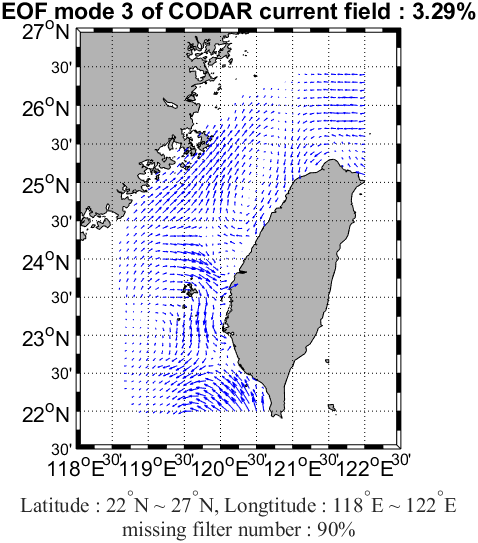 EOF mode 3 of CODAR current field : 3.29%
27°N
30'
26°N
30'
25°N
30'
24°N
30'
23°N
30'
22°N
30'
118°E 30' 119°E 30' 120°E 30' 121°E 30' 122°E 30'
Latitude : 22°N ~ 27°N, Longtitude : 118°E ~ 122°E
missing filter number : 90%